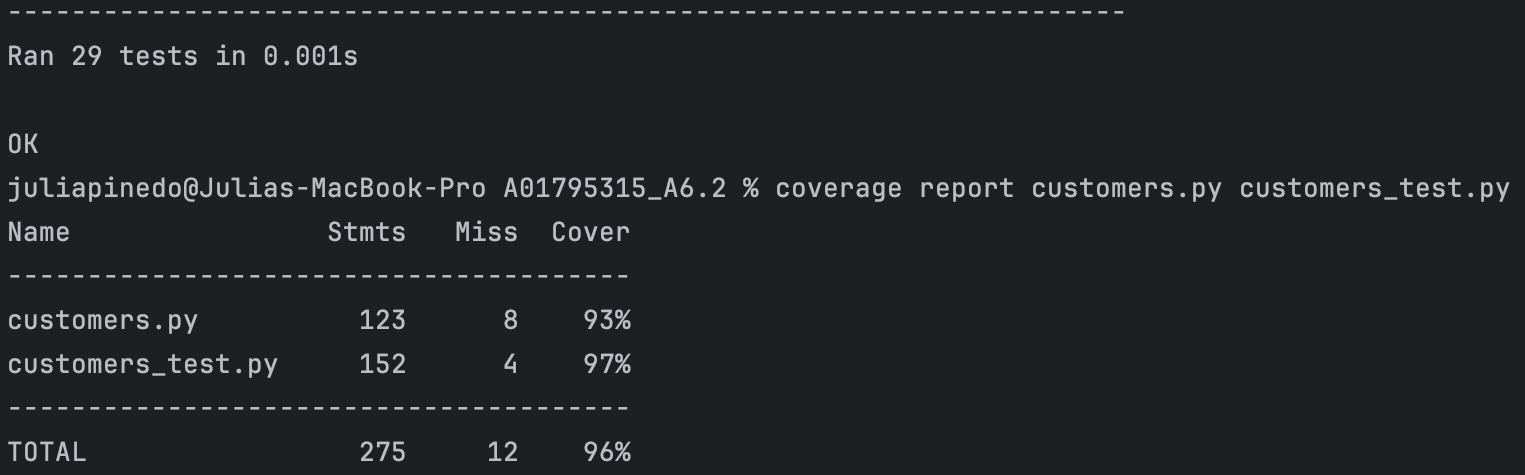 ----------------------------------------------------------------------
Ran 29 tests in 0.001s
OK
juliapinedo@Julias-MacBook-Pro A01795315_A6.2 % coverage report customers.py customers_test.py
Name                Stmts   Miss  Cover
---------------------------------------
customers.py          123      8    93%
customers_test.py     152      4    97%
---------------------------------------
TOTAL                 275     12    96%